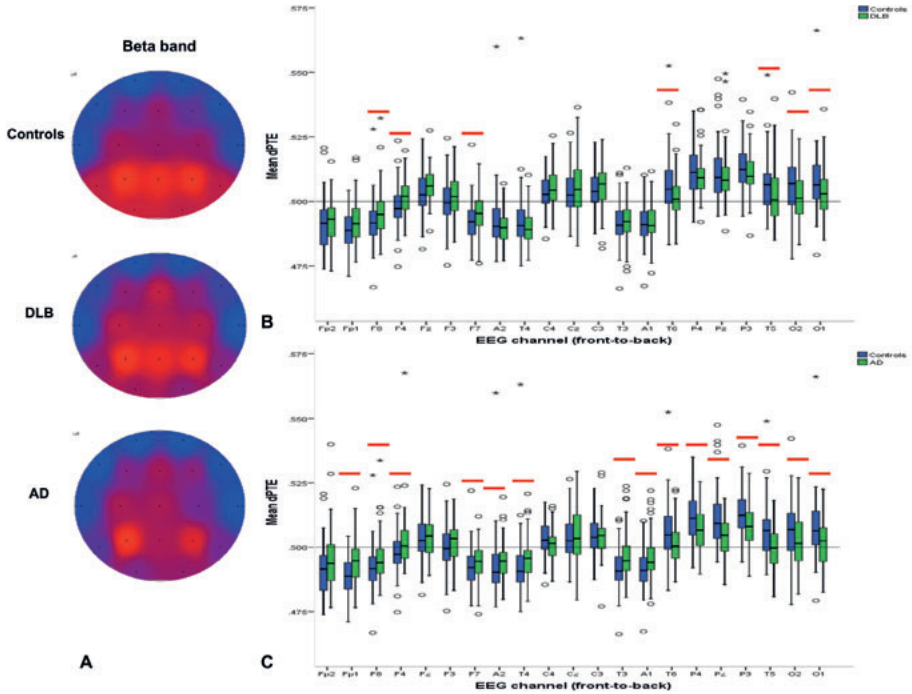 Beta band
Controls
DLB
AD
A
Controls
DLB
.575
.550
.525
.500
.475
Mean dPTE
Fp2 Fp1 F8 F4 Fz F3 F7 A2 T4 C4 Cz C3 T3 A1 T6 P4 Pz P3 T5 O2 O1
EEG channel (front-to-back)
B
Controls
AD
.575
.550
.525
.500
.475
Mean dPTE
Fp2 Fp1 F8 F4 Fz F3 F7 A2 T4 C4 Cz C3 T3 A1 T6 P4 Pz P3 T5 O2 O1
EEG channel (front-to-back)
C